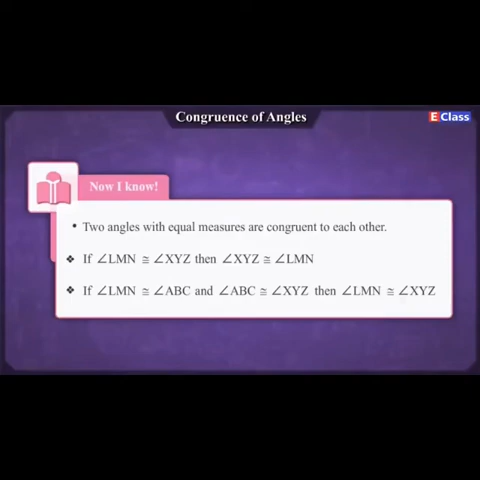 Congruence of Angles
E Class
Now I know!
• Two angles with equal measures are congruent to each other.
❖ If ∠LMN ≅ ∠XYZ then ∠XYZ ≅ ∠LMN
❖ If ∠LMN ≅ ∠ABC and ∠ABC ≅ ∠XYZ then ∠LMN ≅ ∠XYZ